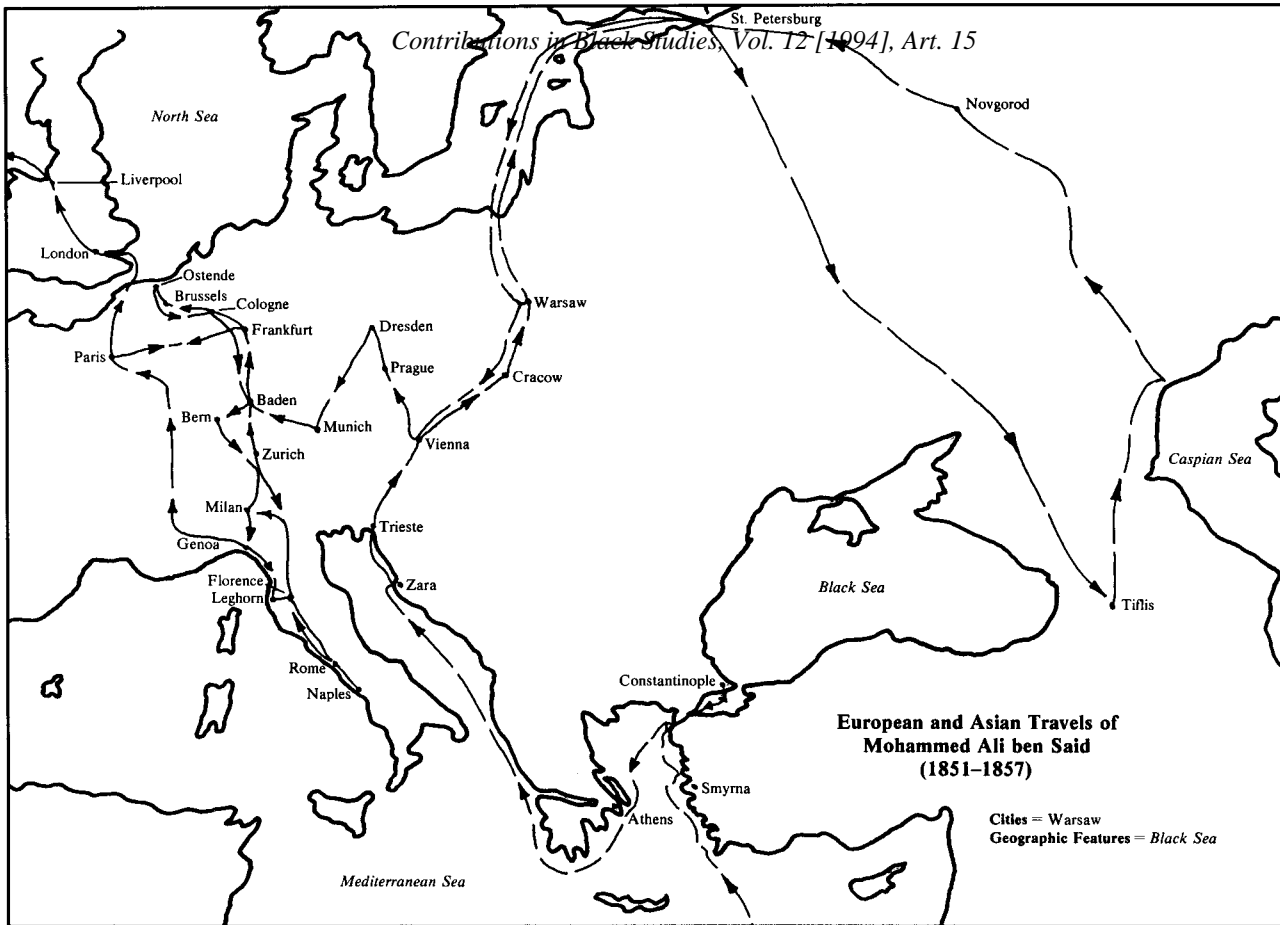 St. Petersburg
Contributions in Black Studies, Vol. 12 [1994], Art. 15
Novgorod
North Sea
Liverpool
London
Ostende
Brussels
Cologne
Frankfurt
Warsaw
Dresden
Paris
Prague
Cracow
Baden
Bern
Munich
Vienna
Zurich
Caspian Sea
Milan
Trieste
Genoa
Florence
Zara
Leghorn
Black Sea
Tiflis
Rome
Naples
Constantinople
European and Asian Travels of
Mohammed Ali ben Said
(1851–1857)
Smyrna
Athens
Cities = Warsaw
Geographic Features = Black Sea
Mediterranean Sea